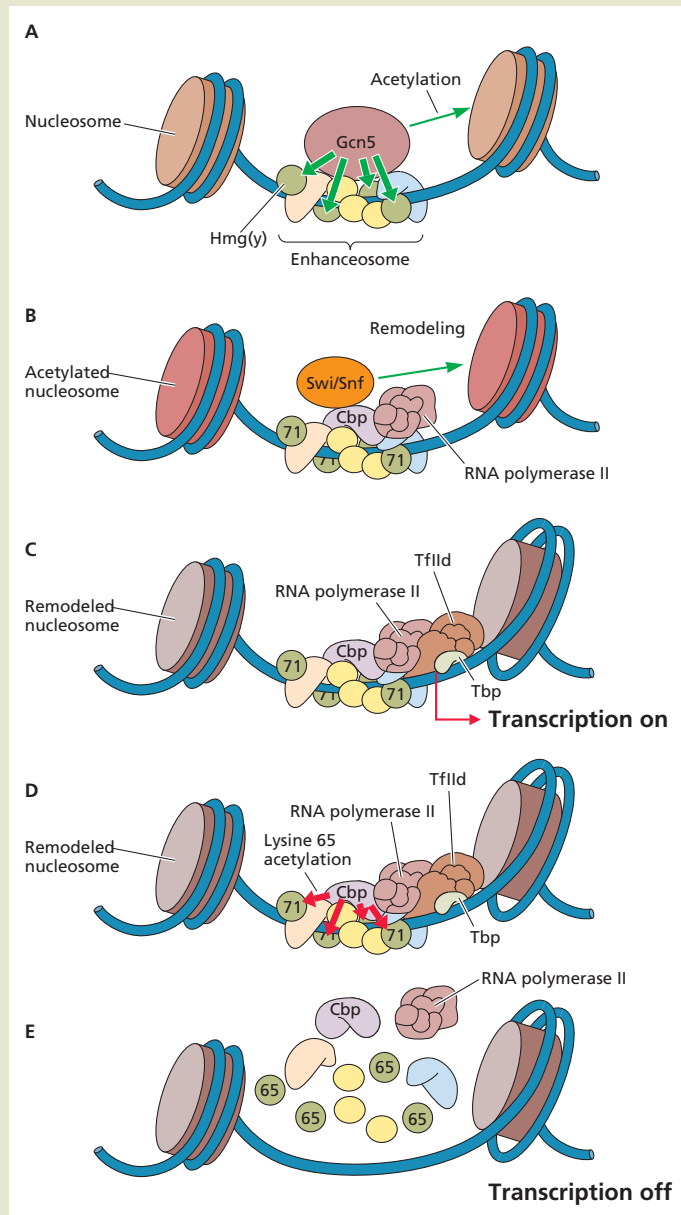 A
Acetylation
Nucleosome
Gcn5
Hmg(y)
Enhanceosome
B
Remodeling
Acetylated
nucleosome
Swi/Snf
Cbp
71
71
71
RNA polymerase II
C
TfIId
RNA polymerase II
Remodeled
nucleosome
Cbp
71
71
71
Tbp
Transcription on
D
TfIId
RNA polymerase II
Remodeled
nucleosome
Lysine 65
acetylation
Cbp
71
71
71
Tbp
RNA polymerase II
Cbp
E
65
65
65
65
Transcription off